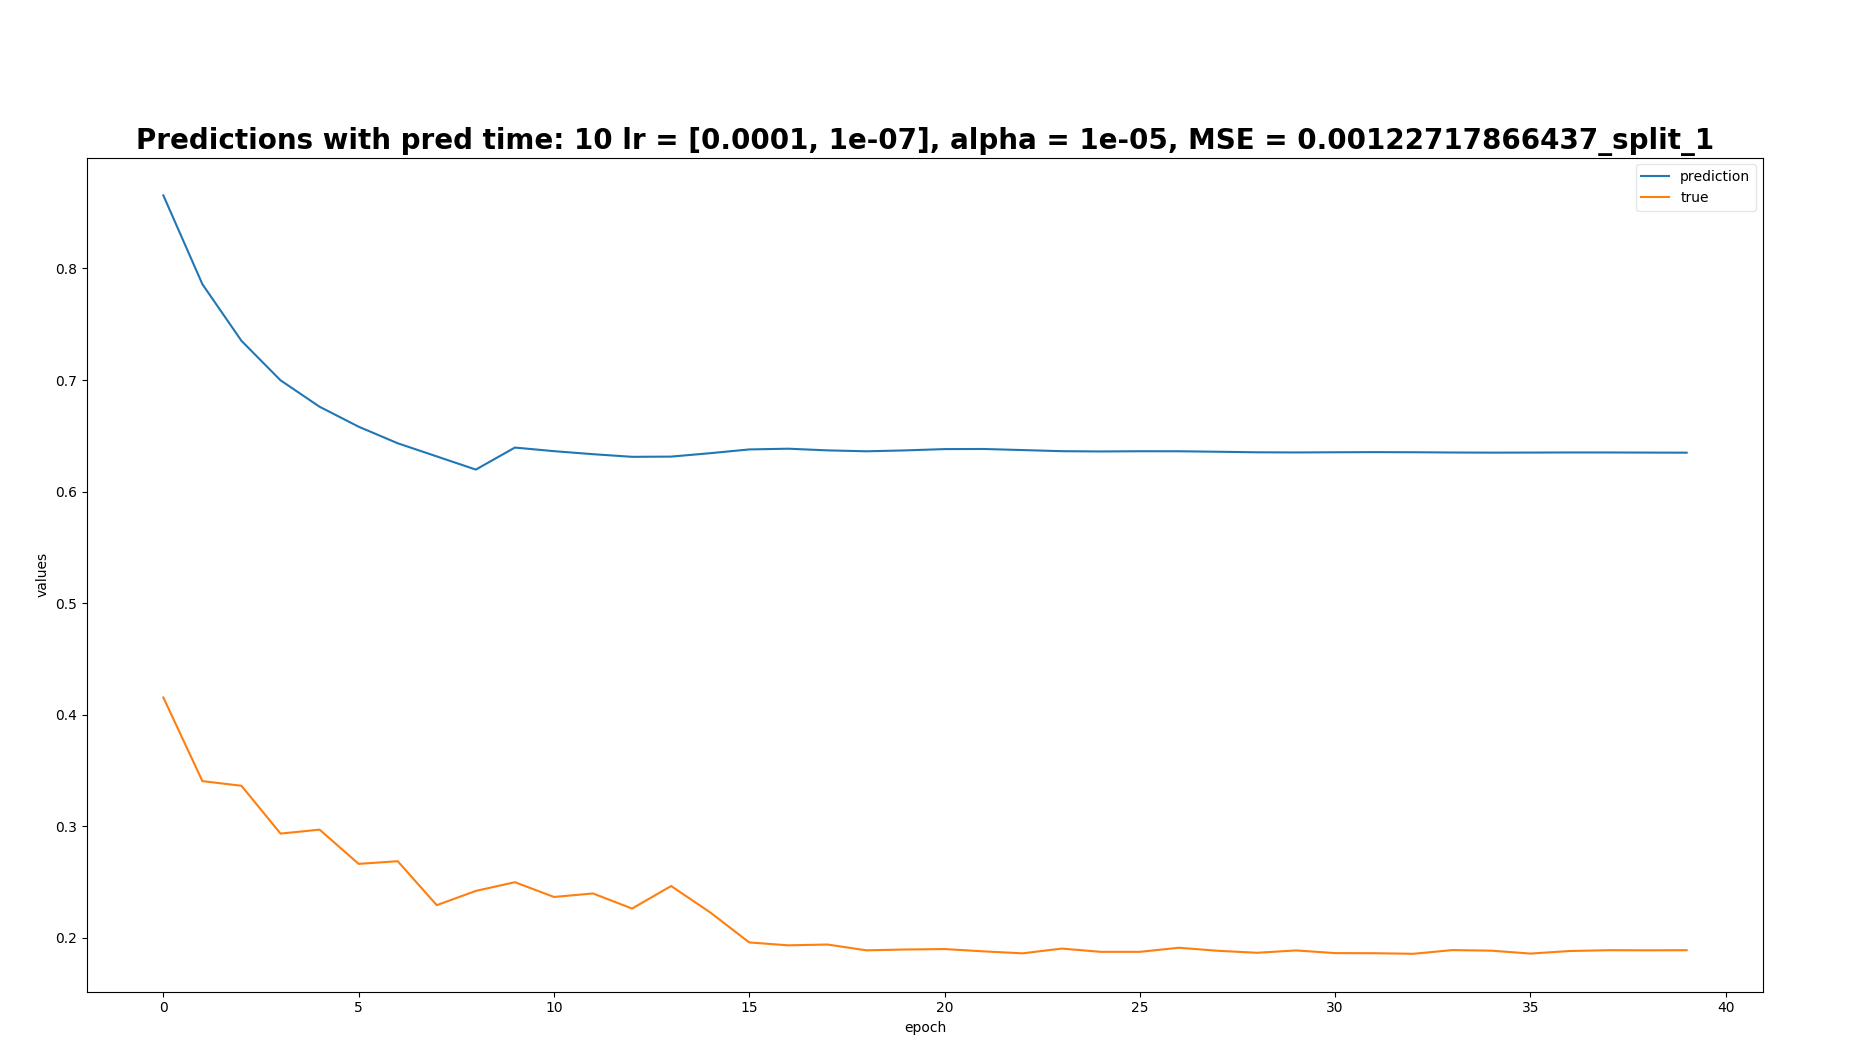 Predictions with pred time: 10 lr = [0.0001, 1e-07], alpha = 1e-05, MSE = 0.00122717866437_split_1
prediction
true
0.8
0.7
0.6
0.5
0.4
0.3
0.2
values
0 5 10 15 20 25 30 35 40
epoch